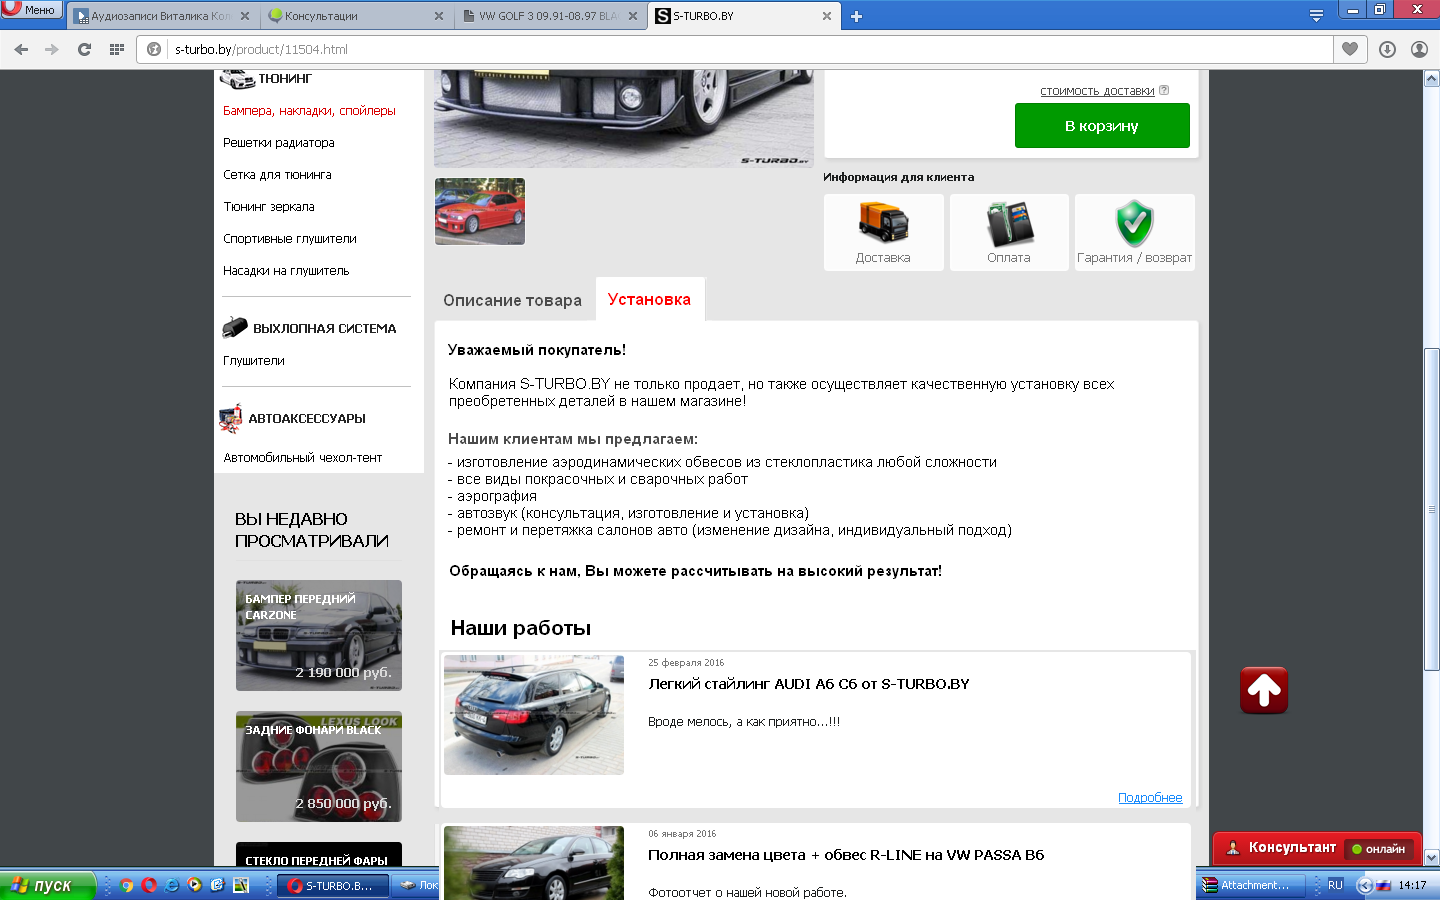 Меню
Аудиозаписи Виталика
Консультации
VW GOLF 3 09.91-08.97
S-TURBO.BY
s-turbo.by/product/11504.html
ТЮНИНГ
Бампера, накладки, спойлеры
Решетки радиатора
Сетка для тюнинга
Тюнинг зеркала
Спортивные глушители
Насадки на глушитель
ВЫХЛОПНАЯ СИСТЕМА
Глушители
АВТОАКСЕССУАРЫ
Автомобильный чехол-тент
ВЫ НЕДАВНО
ПРОСМАТРИВАЛИ
БАМПЕР ПЕРЕДНИЙ
CARZONE
2 190 000 руб.
LEXUS LOOK
ЗАДНИЕ ФОНАРИ BLACK
2 850 000 руб.
СТЕКЛО ПЕРЕДНЕЙ ФАРЫ
S-TURBO.BY
стоимость доставки
В корзину
Информация для клиента
Доставка
Оплата
Гарантия / возврат
Описание товара
Установка
Уважаемый покупатель!
Компания S-TURBO.BY не только продает, но также осуществляет качественную установку всех
преобретенных деталей в нашем магазине!
Нашим клиентам мы предлагаем:
- изготовление аэродинамических обвесов из стеклопластика любой сложности
- все виды покрасочных и сварочных работ
- аэрография
- автозвук (консультация, изготовление и установка)
- ремонт и перетяжка салонов авто (изменение дизайна, индивидуальный подход)
Обращаясь к нам, Вы можете рассчитывать на высокий результат!
Наши работы
25 февраля 2016
Легкий стайлинг AUDI A6 C6 от S-TURBO.BY
Вроде мелось, а как приятно...!!!
Подробнее
06 января 2016
Полная замена цвета + обвес R-LINE на VW PASSA B6
Фотоотчет о нашей новой работе.
Консультант
онлайн
пуск
S-TURBO.B...
Лок
Attachment...
RU
14:17